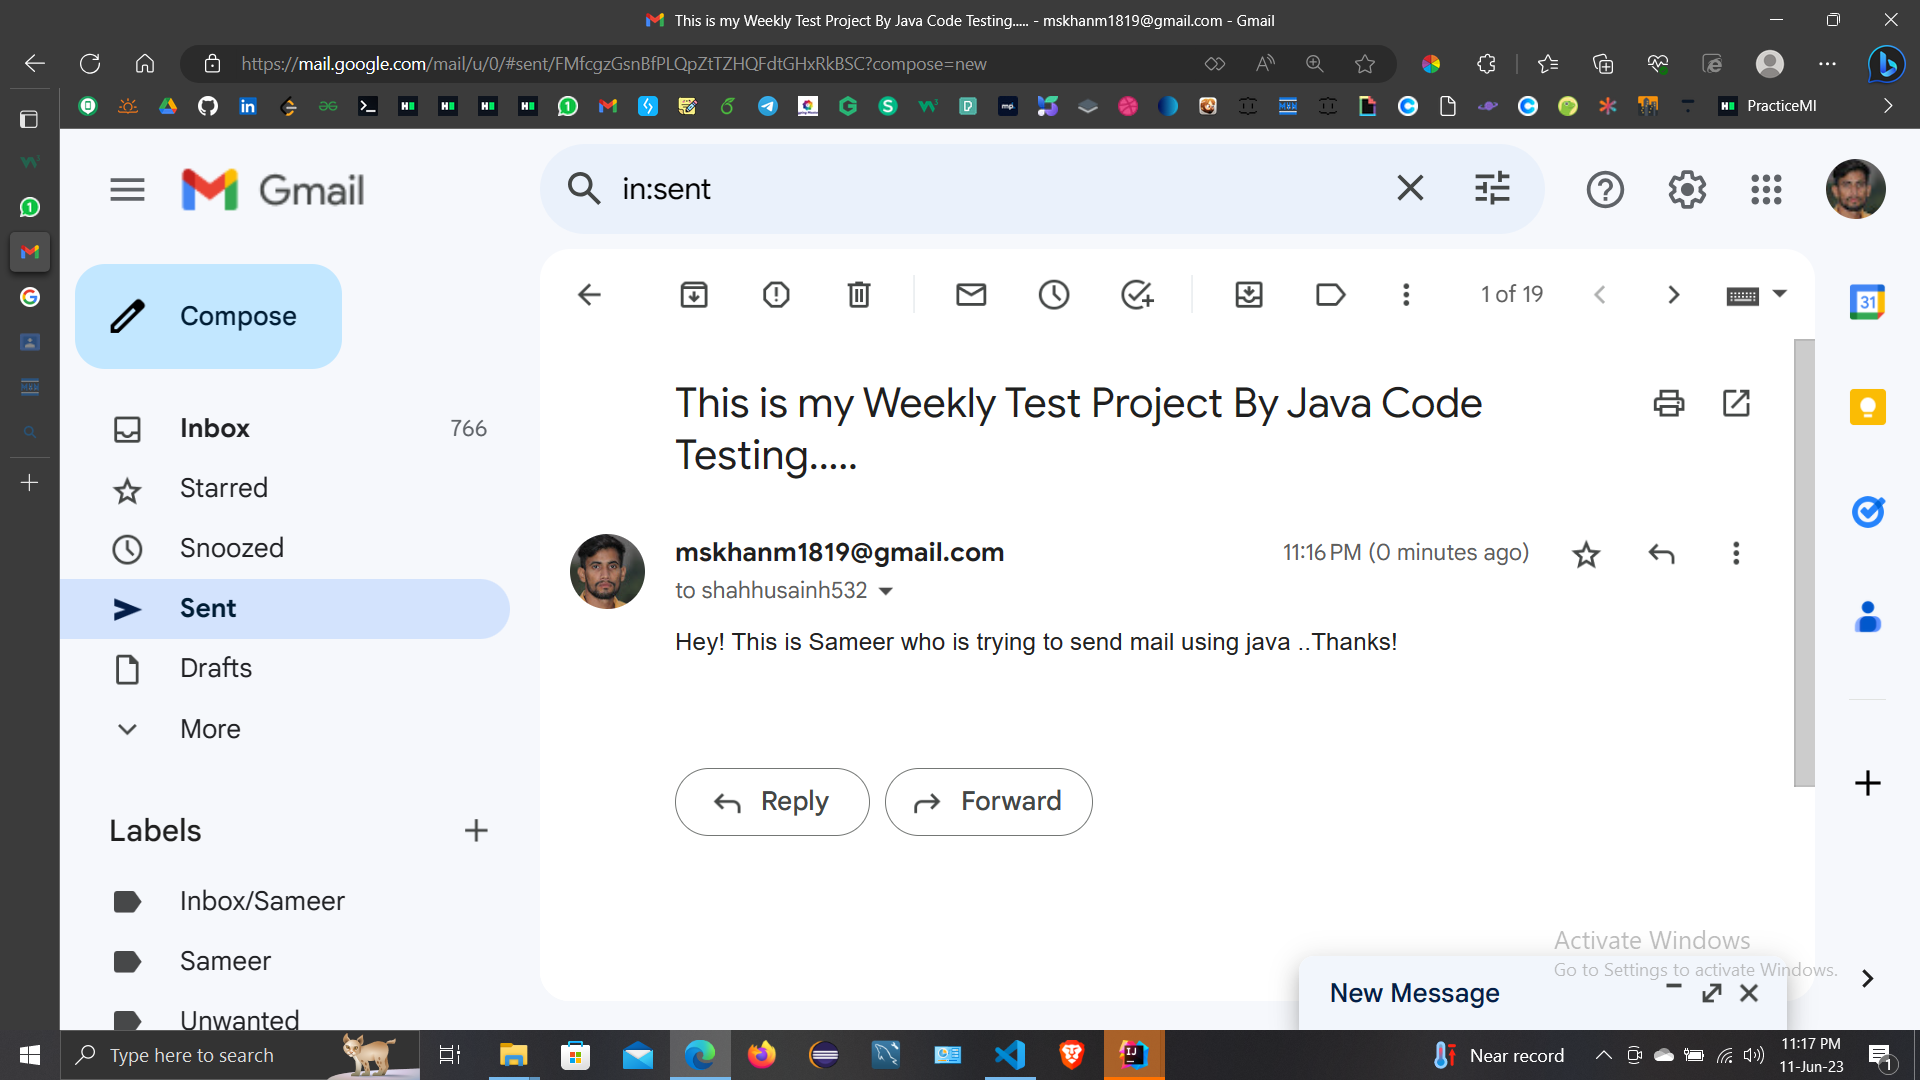 This is my Weekly Test Project By Java Code Testing..... - mskhanm1819@gmail.com - Gmail
https://mail.google.com/mail/u/0/#sent/FMfcgzGsnBfPLQpZtTZHQFdtGHxRkBSC?compose=new
PracticeMl
Gmail
in:sent
Compose
1 of 19
31
Inbox 766
Starred
Snoozed
Sent
Drafts
More
Labels
Inbox/Sameer
Sameer
Unwanted
This is my Weekly Test Project By Java Code
Testing.....
mskhanm1819@gmail.com
11:16 PM (0 minutes ago)
to shahhusainh532
Hey! This is Sameer who is trying to send mail using java ..Thanks!
Reply
Forward
Activate Windows
Go to Settings to activate Windows.
New Message
Type here to search
Near record
11:17 PM
11-Jun-23
1